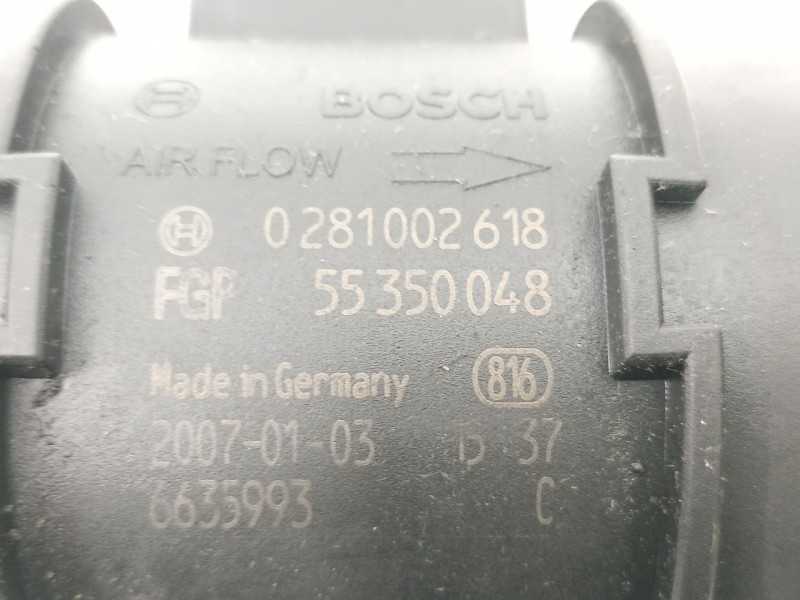 BOSCH
AIR FLOW
0 281 002 618
FGP 55 350 048
Made in Germany 816
2007-01-03 37
6635993 C